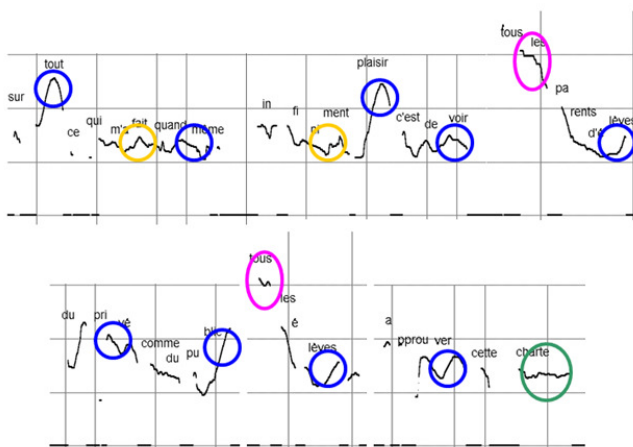 sur tout ce qui m'a fait quand même in fi ni ment plaisir c'est de voir tous les pa rents d'é lèves
du pri vé comme du pu blic tous les é lèves a pprou ver cette charte